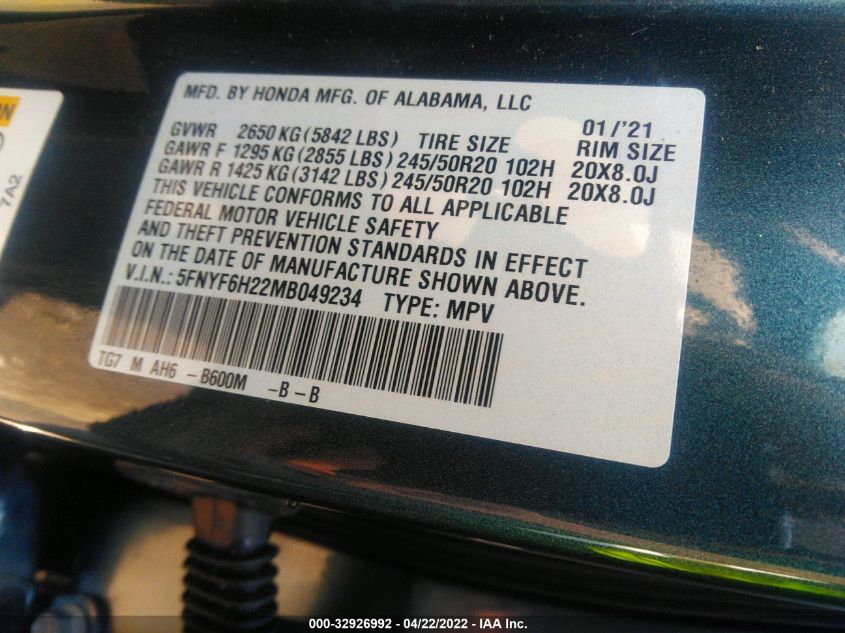 MFD. BY HONDA MFG. OF ALABAMA, LLC
01/'21
GVWR 2650 KG (5842 LBS) TIRE SIZE RIM SIZE
GAWR F 1295 KG (2855 LBS) 245/50R20 102H 20X8.0J
GAWR R 1425 KG (3142 LBS) 245/50R20 102H 20X8.0J
THIS VEHICLE CONFORMS TO ALL APPLICABLE
FEDERAL MOTOR VEHICLE SAFETY
AND THEFT PREVENTION STANDARDS IN EFFECT
ON THE DATE OF MANUFACTURE SHOWN ABOVE.
V.I.N.: 5FNYF6H22MB049234 TYPE: MPV
TG7 M AH6 - B600M -B-B
7A2
000-32926992 - 04/22/2022 - IAA Inc.